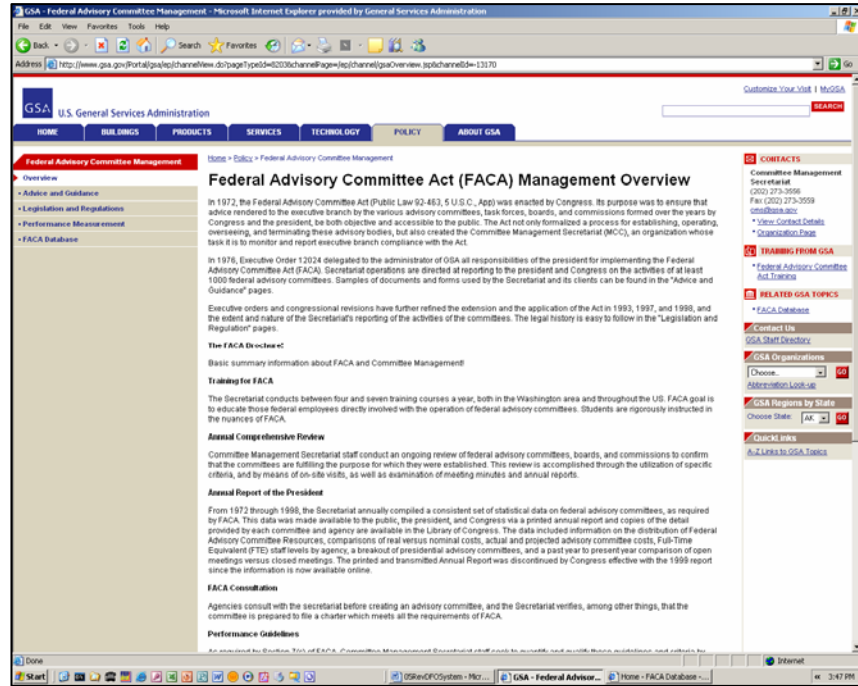 GSA - Federal Advisory Committee Management - Microsoft Internet Explorer provided by General Services Administration
File Edit View Favorites Tools Help
Back Search Favorites
Address http://www.gsa.gov/Portal/gsa/ep/channelView.do?pageTypeId=8203&channelPage=/ep/channel/gsaOverview.jsp&channelId=-13170 Go
Customize Your Visit | MyGSA
GSA U.S. General Services Administration
SEARCH
HOME BUILDINGS PRODUCTS SERVICES TECHNOLOGY POLICY ABOUT GSA
Federal Advisory Committee Management
Overview
Advice and Guidance
Legislation and Regulations
Performance Measurement
FACA Database
Home > Policy > Federal Advisory Committee Management
Federal Advisory Committee Act (FACA) Management Overview
In 1972, the Federal Advisory Committee Act (Public Law 92-463, 5 U.S.C., App) was enacted by Congress. Its purpose was to ensure that
advice rendered to the executive branch by the various advisory committees, task forces, boards, and commissions formed over the years by
Congress and the president, be both objective and accessible to the public. The Act not only formalized a process for establishing, operating,
overseeing, and terminating these advisory bodies, but also created the Committee Management Secretariat (MCC), an organization whose
task it is to monitor and report executive branch compliance with the Act.
In 1976, Executive Order 12024 delegated to the administrator of GSA all responsibilities of the president for implementing the Federal
Advisory Committee Act (FACA). Secretariat operations are directed at reporting to the president and Congress on the activities of at least
1000 federal advisory committees. Samples of documents and forms used by the Secretariat and its clients can be found in the "Advice and
Guidance" pages.
Executive orders and congressional revisions have further refined the extension and the application of the Act in 1993, 1997, and 1998, and
the extent and nature of the Secretariat's reporting of the activities of the committees. The legal history is easy to follow in the "Legislation and
Regulation" pages.
The FACA Brochure!
Basic summary information about FACA and Committee Management!
Training for FACA
The Secretariat conducts between four and seven training courses a year, both in the Washington area and throughout the US. FACA goal is
to educate those federal employees directly involved with the operation of federal advisory committees. Students are rigorously instructed in
the nuances of FACA.
Annual Comprehensive Review
Committee Management Secretariat staff conduct an ongoing review of federal advisory committees, boards, and commissions to confirm
that the committees are fulfilling the purpose for which they were established. This review is accomplished through the utilization of specific
criteria, and by means of on-site visits, as well as examination of meeting minutes and annual reports.
Annual Report of the President
From 1972 through 1998, the Secretariat annually compiled a consistent set of statistical data on federal advisory committees, as required
by FACA. This data was made available to the public, the president, and Congress via a printed annual report and copies of the detail
provided by each committee and agency are available in the Library of Congress. The data included information on the distribution of Federal
Advisory Committee Resources, comparisons of real versus nominal costs, actual and projected advisory committee costs, Full-Time
Equivalent (FTE) staff levels by agency, a breakout of presidential advisory committees, and a past year to present year comparison of open
meetings versus closed meetings. The printed and transmitted Annual Report was discontinued by Congress effective with the 1999 report
since the information is now available online.
FACA Consultation
Agencies consult with the secretariat before creating an advisory committee, and the Secretariat verifies, among other things, that the
committee is prepared to file a charter which meets all the requirements of FACA.
Performance Guidelines
As required by Section 7(c) of FACA, Committee Management Secretariat staff seek to quantify and qualify those guidelines and criteria by
CONTACTS
Committee Management
Secretariat
(202) 273-3556
Fax (202) 273-3559
cms@gsa.gov
View Contact Details
Organization Page
TRAINING FROM GSA
Federal Advisory Committee
Act Training
RELATED GSA TOPICS
FACA Database
Contact Us
GSA Staff Directory
GSA Organizations
Choose.. GO
Abbreviation Look-up
GSA Regions by State
Choose State: AK GO
QuickLinks
A-Z Links to GSA Topics
Done Internet
Start 05RevDFOSystem - Micr... GSA - Federal Advisor... Home - FACA Database -... 3:47 PM